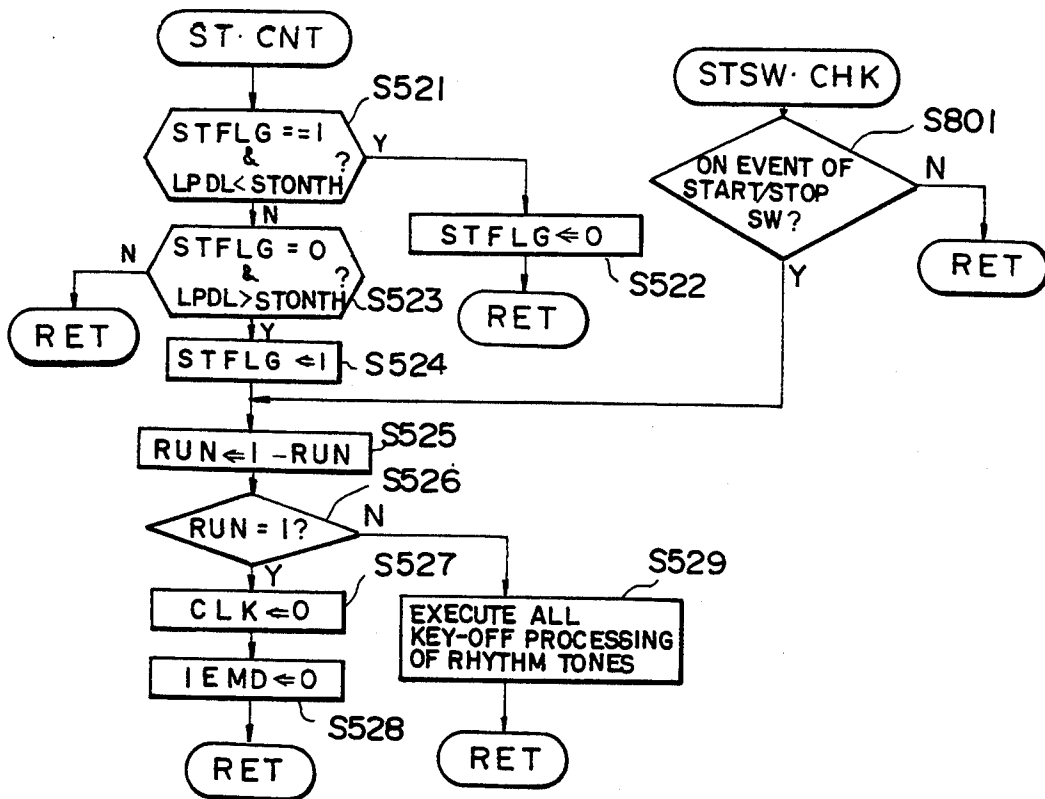 ST· CNT
S521
STFLG ==1
&
LPDL<STONTH
?
Y
N
STFLG = 0
&
LPDL>STONTH
?
S523
N
RET
Y
STFLG ⇐1
S524
STFLG ⇐0
S522
RET
STSW· CHK
S801
ON EVENT OF
START/STOP
SW?
N
RET
Y
RUN⇐1 -RUN
S525
S526
RUN = 1?
N
Y
S527
CLK ⇐0
IEMD⇐0
S528
RET
S529
EXECUTE ALL
KEY-OFF PROCESSING
OF RHYTHM TONES
RET